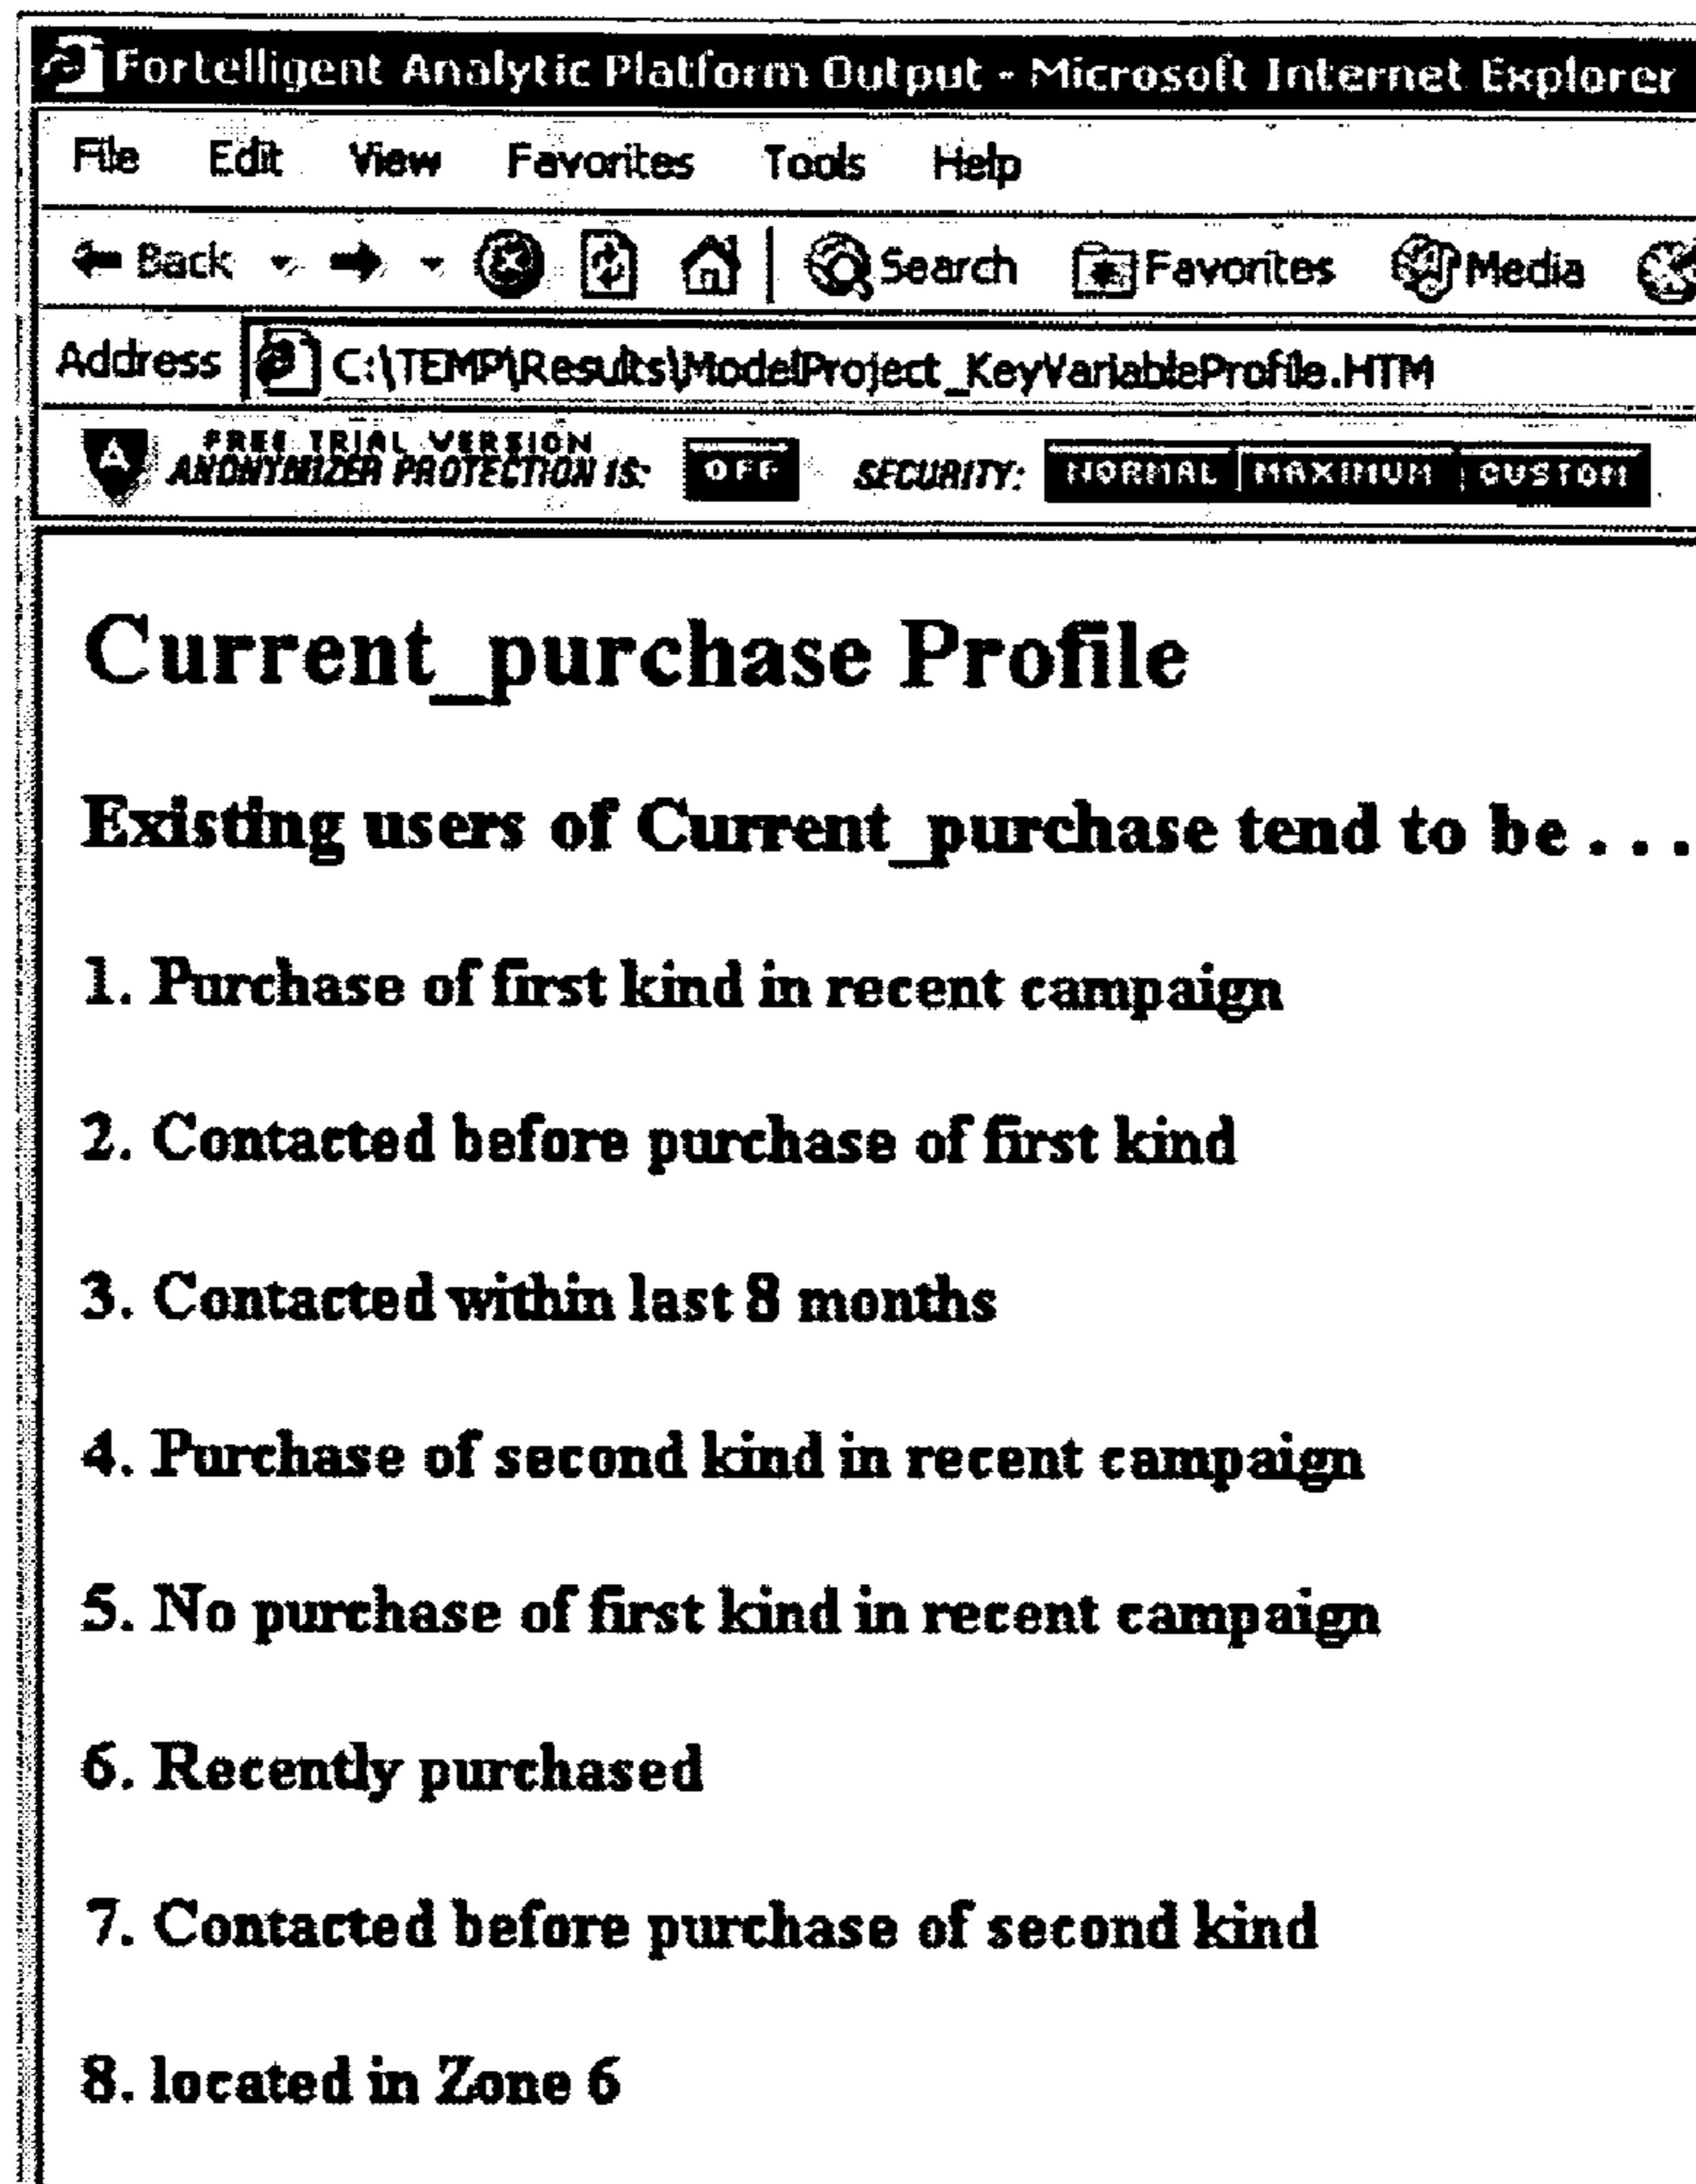 Fortelligent Analytic Platform Output - Microsoft Internet Explorer
File Edit View Favorites Tools Help
Back Search Favorites Media
Address C:\TEMP\Results\ModelProject_KeyVariableProfile.HTM
FREE TRIAL VERSION
ANONYMIZER PROTECTION IS: OFF SECURITY: NORMAL MAXIMUM CUSTOM
Current_purchase Profile
Existing users of Current_purchase tend to be . . .
1. Purchase of first kind in recent campaign
2. Contacted before purchase of first kind
3. Contacted within last 8 months
4. Purchase of second kind in recent campaign
5. No purchase of first kind in recent campaign
6. Recently purchased
7. Contacted before purchase of second kind
8. located in Zone 6